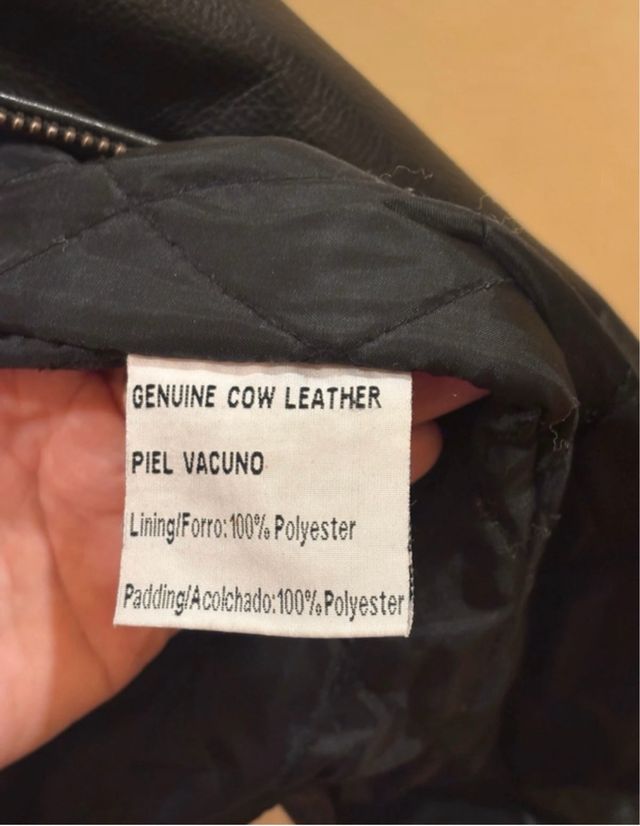 GENUINE COW LEATHER
PIEL VACUNO
Lining/Forro:100% Polyester
Padding/Acolchado:100%Polyester